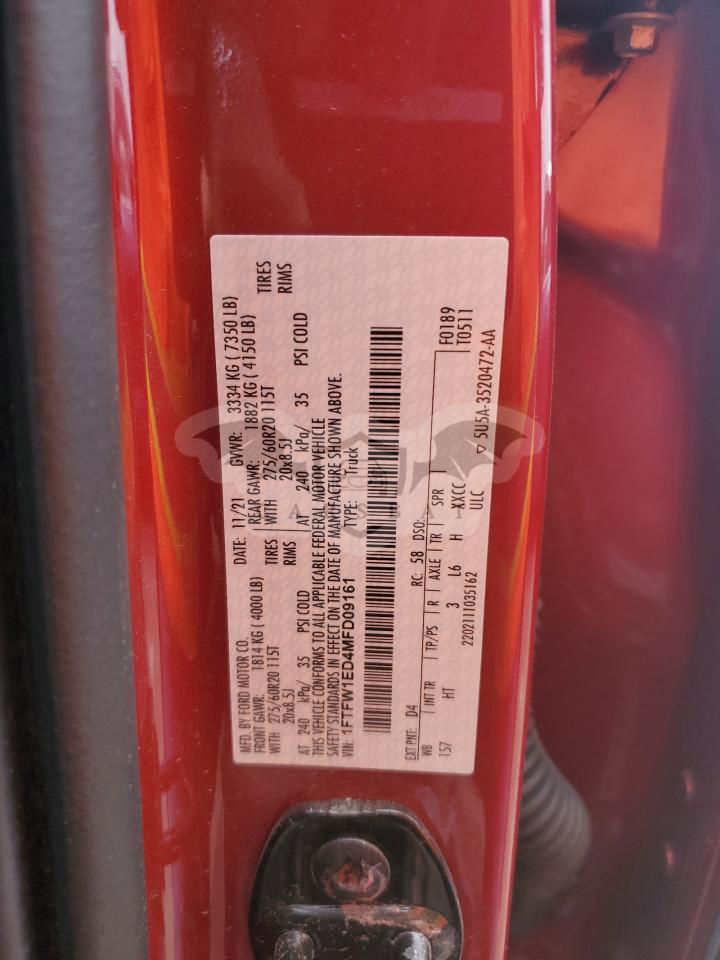 MFD. BY FORD MOTOR CO. DATE: 11/21 GVWR: 3334 KG ( 7350 LB)
FRONT GAWR: 1814 KG ( 4000 LB) REAR GAWR: 1882 KG ( 4150 LB)
WITH 275/60R20 115T TIRES WITH 275/60R20 115T TIRES
20x8.5J RIMS 20x8.5J RIMS
AT 240 kPa/ 35 PSI COLD AT 240 kPa/ 35 PSI COLD
THIS VEHICLE CONFORMS TO ALL APPLICABLE FEDERAL MOTOR VEHICLE
SAFETY STANDARDS IN EFFECT ON THE DATE OF MANUFACTURE SHOWN ABOVE.
VIN: 1FTFW1ED4MFD09161 TYPE: Truck
EXT PNT: D4 RC: 58 DSO: F0189
WB INT TR TP/PS R AXLE TR SPR T0511
157 HT 3 L6 H XXCC
2202111035162 ULC ▽ 5U5A-3520472-AA